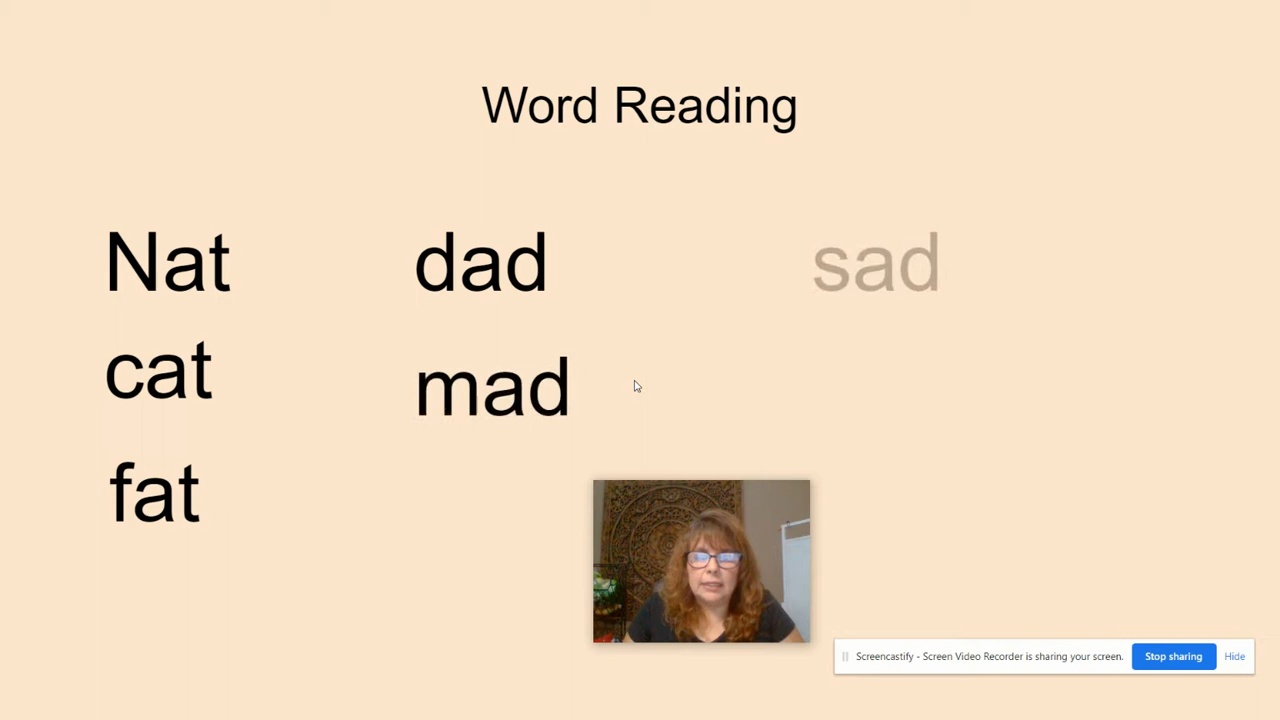 Word Reading
Nat
dad
sad
cat
mad
fat
Screencastify - Screen Video Recorder is sharing your screen.
Stop sharing
Hide